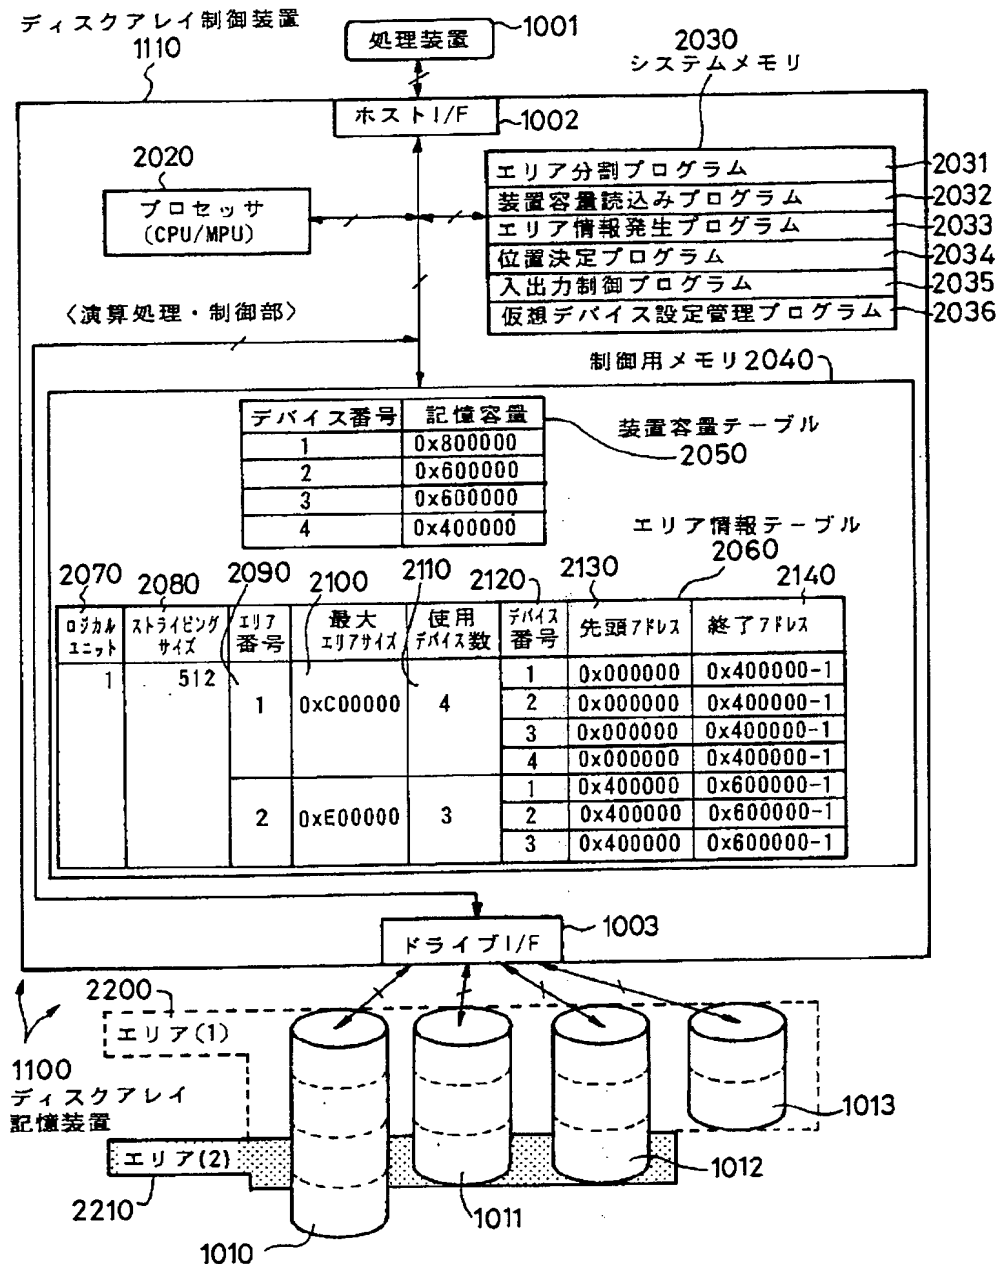 ディスクアレイ制御装置
1110
処理装置
1001
2030
システムメモリ
ホストI/F
1002
2020
プロセッサ
(CPU/MPU)
エリア分割プログラム
2031
装置容量読込みプログラム
2032
エリア情報発生プログラム
2033
位置決定プログラム
2034
入出力制御プログラム
2035
仮想デバイス設定管理プログラム
2036
〈演算処理・制御部〉
制御用メモリ2040
デバイス番号 記憶容量
1 0x800000
2 0x600000
3 0x600000
4 0x400000
装置容量テーブル
2050
エリア情報テーブル
2060
2070 2080 2090 2100 2110 2120 2130 2140
ロジカル
ユニット
ストライピング
サイズ
エリア
番号
最大
エリアサイズ
使用
デバイス数
デバイス
番号
先頭アドレス
終了アドレス
1 512
1 0xC00000 4
1 0x000000 0x400000-1
2 0x000000 0x400000-1
3 0x000000 0x400000-1
4 0x000000 0x400000-1
2 0xE00000 3
1 0x400000 0x600000-1
2 0x400000 0x600000-1
3 0x400000 0x600000-1
ドライブI/F
1003
2200
エリア(1)
1100
ディスクアレイ
記憶装置
1013
エリア(2)
2210
1012
1011
1010